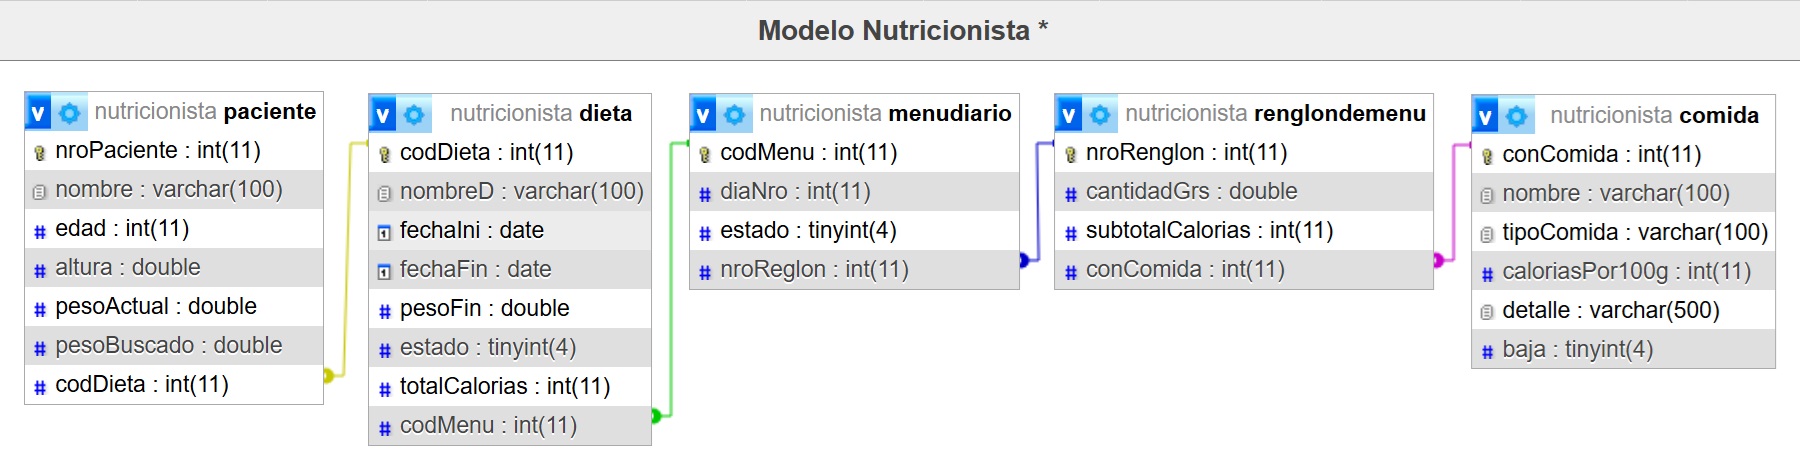 Modelo Nutricionista *
v nutricionista paciente
nroPaciente : int(11)
nombre : varchar(100)
# edad : int(11)
# altura : double
# pesoActual : double
# pesoBuscado : double
# codDieta : int(11)
v nutricionista dieta
codDieta : int(11)
nombreD : varchar(100)
1 fechaIni : date
1 fechaFin : date
# pesoFin : double
# estado : tinyint(4)
# totalCalorias : int(11)
# codMenu : int(11)
v nutricionista menudiario
codMenu : int(11)
# diaNro : int(11)
# estado : tinyint(4)
# nroReglon : int(11)
v nutricionista renglondemenu
nroRenglon : int(11)
# cantidadGrs : double
# subtotalCalorias : int(11)
# conComida : int(11)
v nutricionista comida
conComida : int(11)
nombre : varchar(100)
tipoComida : varchar(100)
# caloriasPor100g : int(11)
detalle : varchar(500)
# baja : tinyint(4)